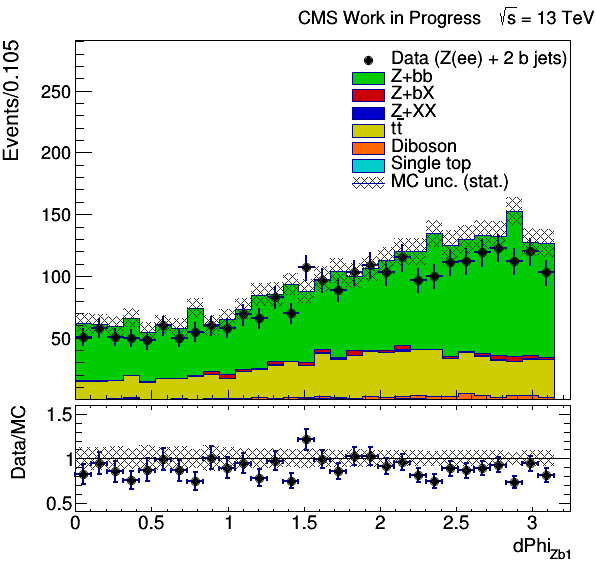 CMS Work in Progress √s = 13 TeV
Events/0.105
250
200
150
100
50
Data (Z(ee) + 2 b jets)
Z+bb
Z+bX
Z+XX
tt̄
Diboson
Single top
MC unc. (stat.)
Data/MC
1.5
1
0.5
0 0.5 1 1.5 2 2.5 3
dPhi_Zb1